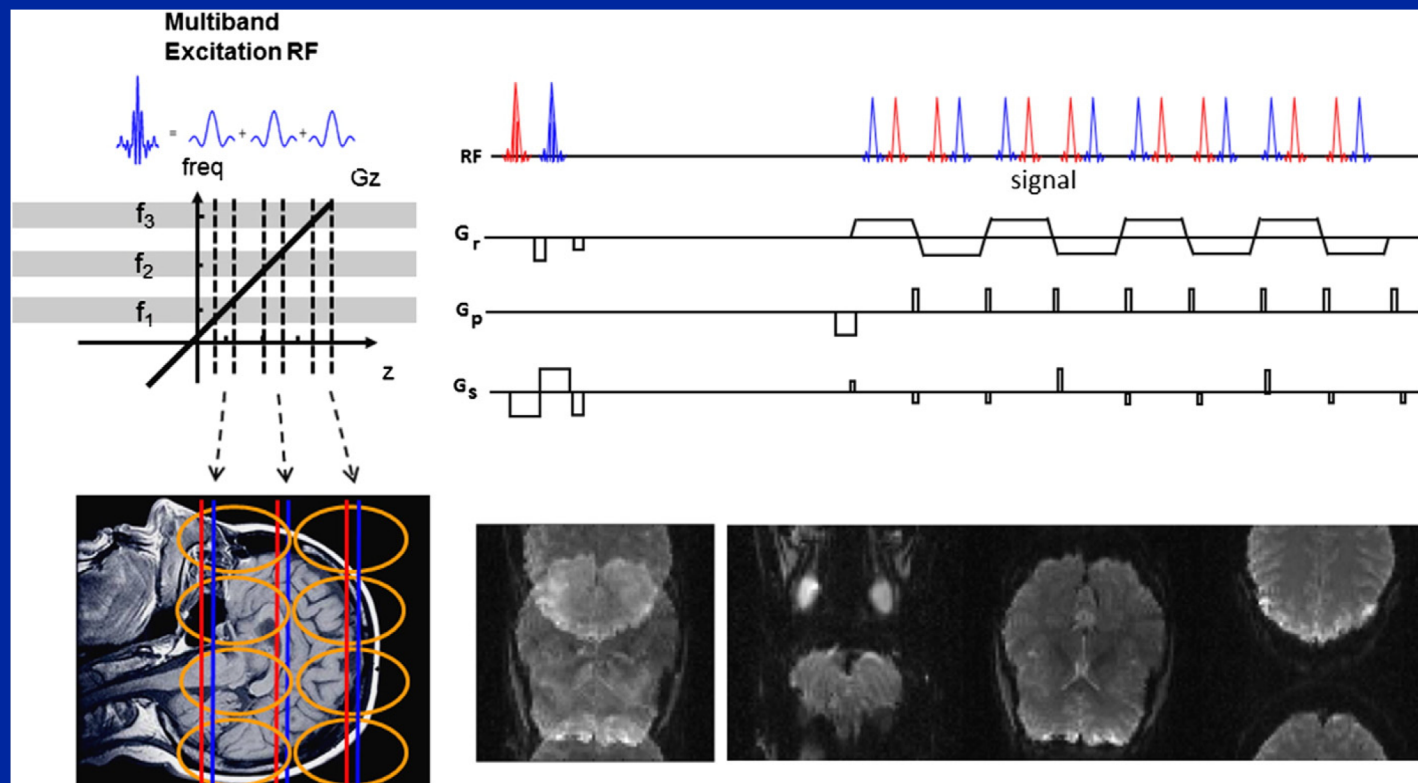 Multiband
Excitation RF
= + +
freq
Gz
f3
f2
f1
z
RF
signal
Gr
Gp
Gs